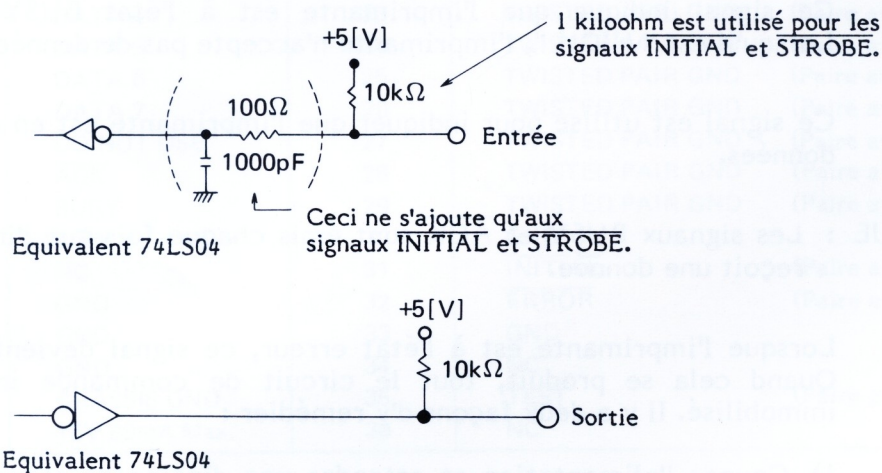 1 kiloohm est utilisé pour les
signaux INITIAL et STROBE.
+5[V]
100Ω
10kΩ
1000pF
Entrée
Ceci ne s'ajoute qu'aux
signaux INITIAL et STROBE.
Equivalent 74LS04
+5[V]
10kΩ
Sortie
Equivalent 74LS04